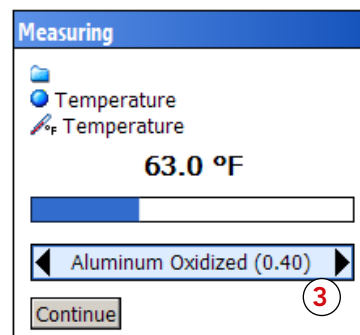 Measuring
Temperature
°F Temperature
63.0 ºF
Aluminum Oxidized (0.40)
3
Continue